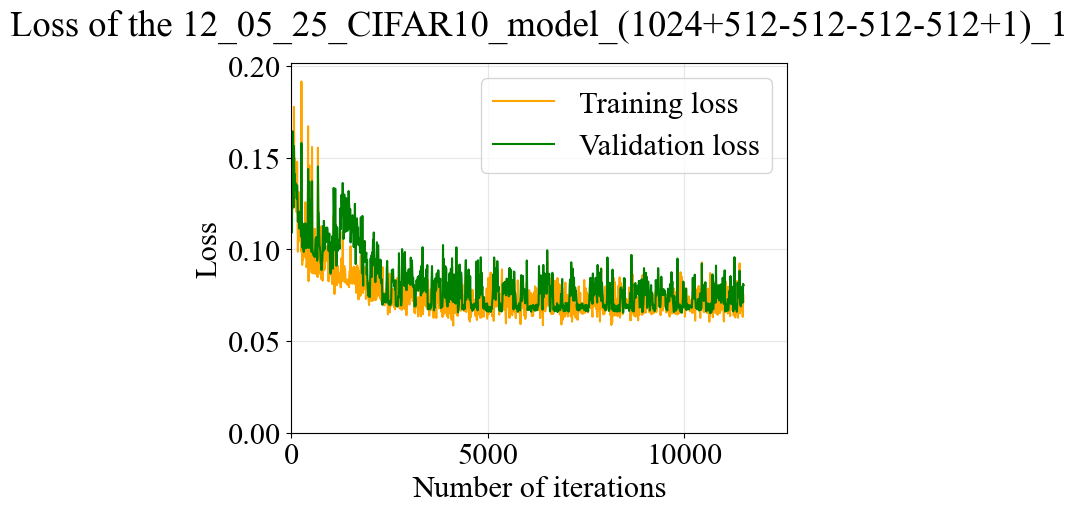 Loss of the 12_05_25_CIFAR10_model_(1024+512-512-512-512+1)_1
0.20
0.15
0.10
0.05
0.00
Loss
Training loss
Validation loss
0
5000
10000
Number of iterations